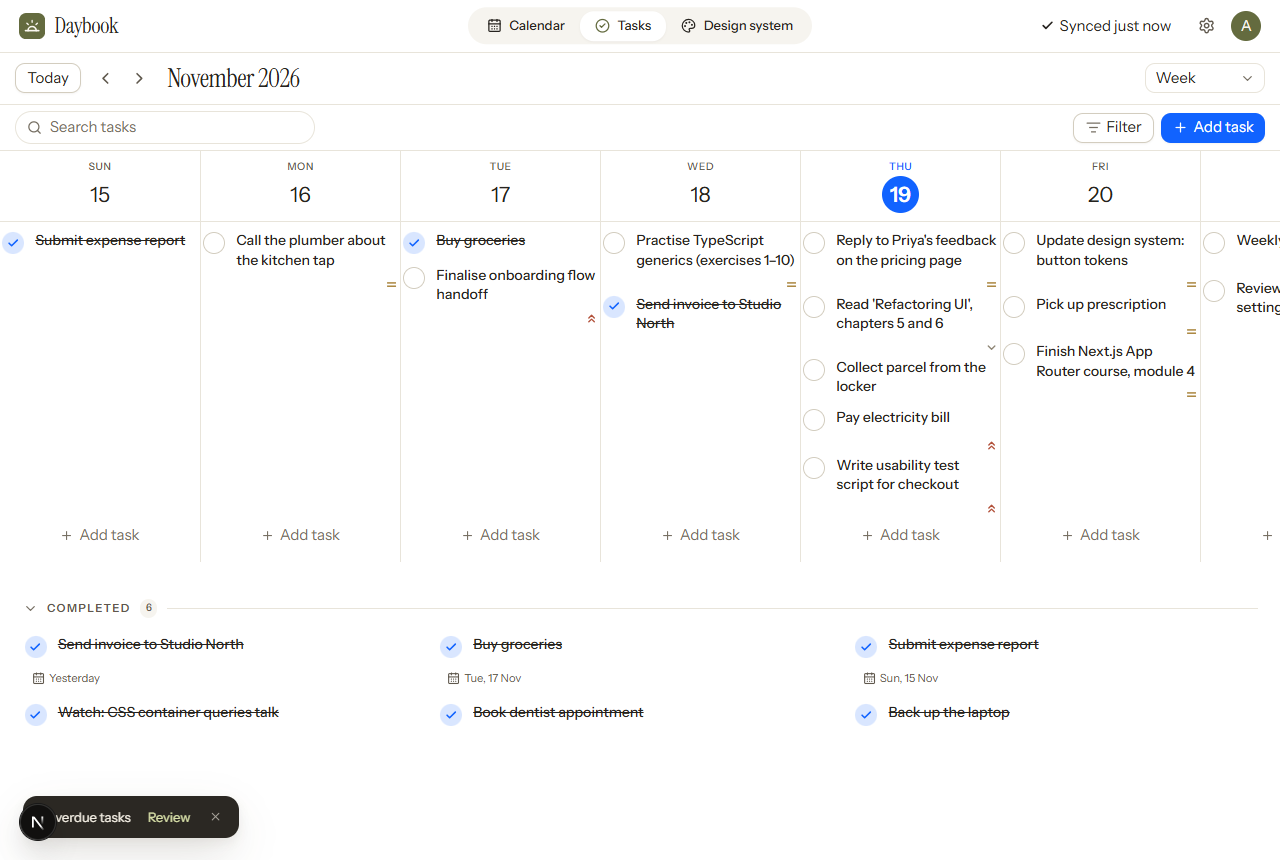 Daybook
Calendar
Tasks
Design system
Synced just now
A
Today
November 2026
Week
Search tasks
Filter
Add task
SUN
15
MON
16
TUE
17
WED
18
THU
19
FRI
20
Submit expense report
Call the plumber about
the kitchen tap
Buy groceries
Finalise onboarding flow
handoff
Practise TypeScript
generics (exercises 1–10)
Send invoice to Studio
North
Reply to Priya's feedback
on the pricing page
Read 'Refactoring UI',
chapters 5 and 6
Collect parcel from the
locker
Pay electricity bill
Write usability test
script for checkout
Update design system:
button tokens
Pick up prescription
Finish Next.js App
Router course, module 4
Weekly
Review
setting
Add task
Add task
Add task
Add task
Add task
Add task
COMPLETED 6
Send invoice to Studio North
Yesterday
Buy groceries
Tue, 17 Nov
Submit expense report
Sun, 15 Nov
Watch: CSS container queries talk
Book dentist appointment
Back up the laptop
N
verdue tasks
Review